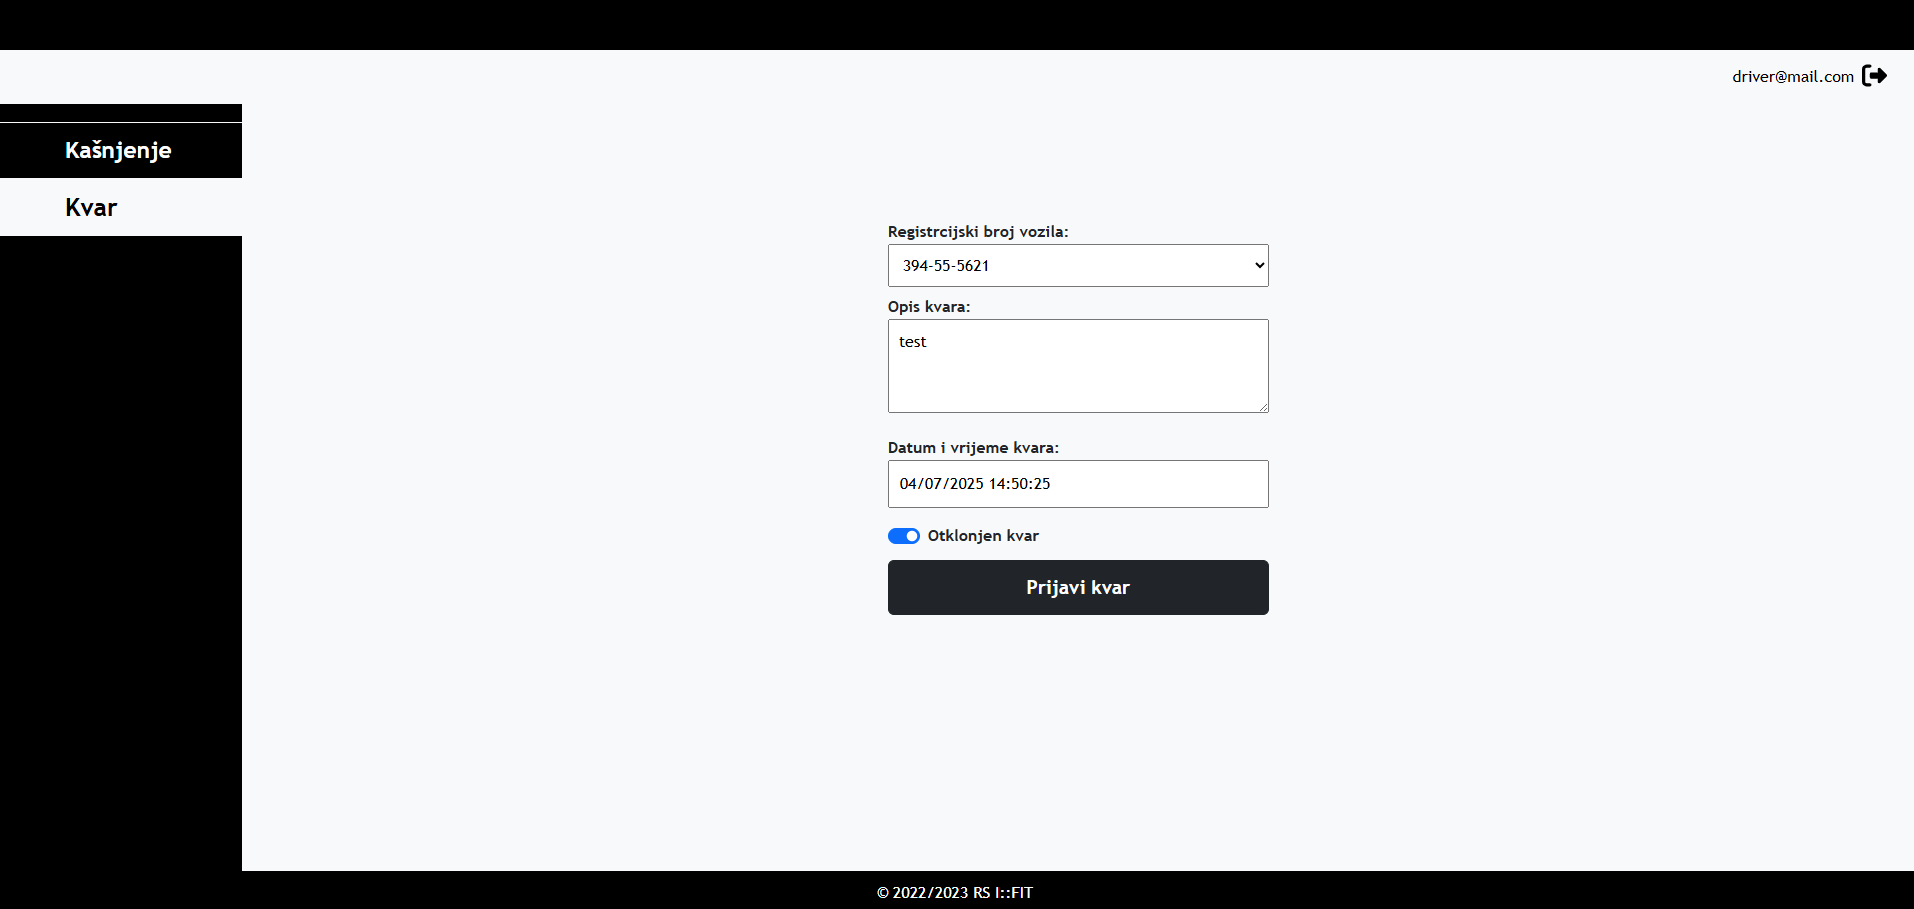 driver@mail.com
Kašnjenje
Kvar
Registrcijski broj vozila:
394-55-5621
Opis kvara:
test
Datum i vrijeme kvara:
04/07/2025 14:50:25
Otklonjen kvar
Prijavi kvar
© 2022/2023 RS I::FIT